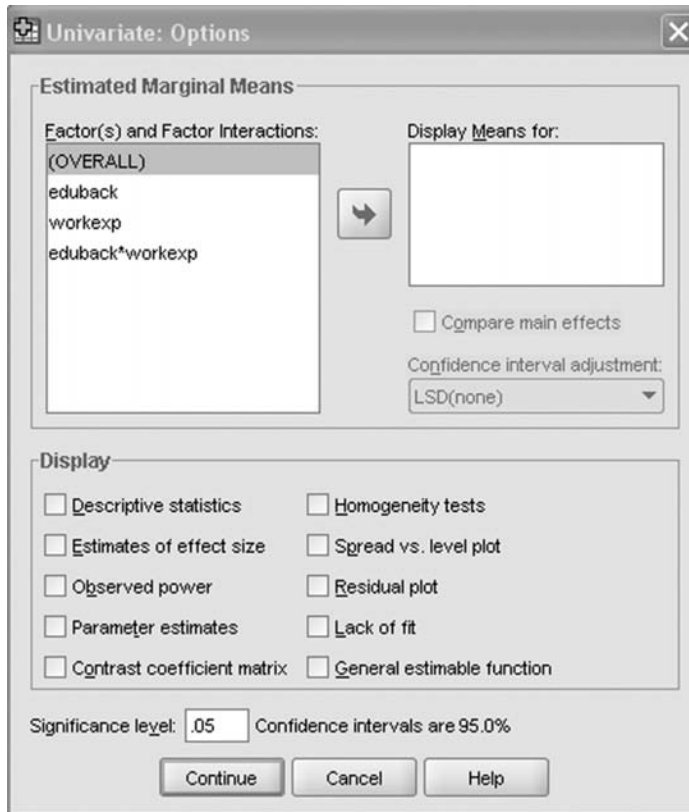 Univariate: Options
Estimated Marginal Means
Factor(s) and Factor Interactions:
(OVERALL)
eduback
workexp
eduback*workexp
Display Means for:
Compare main effects
Confidence interval adjustment:
LSD(none)
Display
Descriptive statistics
Homogeneity tests
Estimates of effect size
Spread vs. level plot
Observed power
Residual plot
Parameter estimates
Lack of fit
Contrast coefficient matrix
General estimable function
Significance level: .05 Confidence intervals are 95.0%
Continue Cancel Help